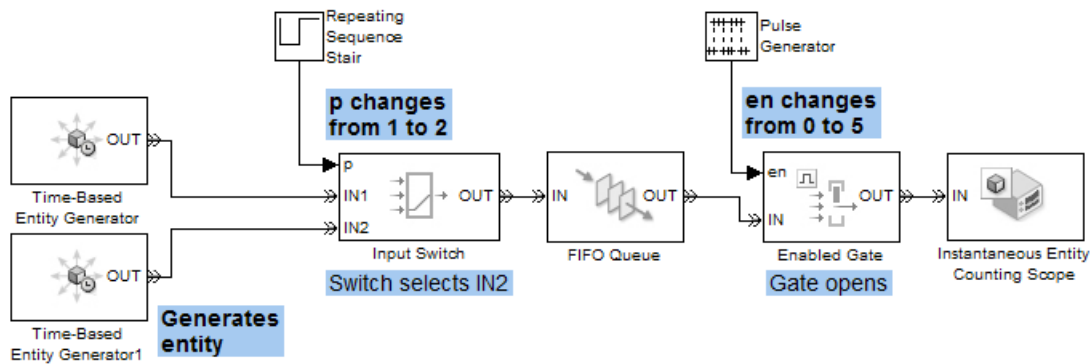 Repeating
Sequence
Stair
Pulse
Generator
p changes
from 1 to 2
en changes
from 0 to 5
OUT
Time-Based
Entity Generator
p
IN1
IN2
OUT
Input Switch
Switch selects IN2
IN
OUT
FIFO Queue
en
IN
OUT
Enabled Gate
Gate opens
IN
Instantaneous Entity
Counting Scope
OUT
Time-Based
Entity Generator1
Generates
entity